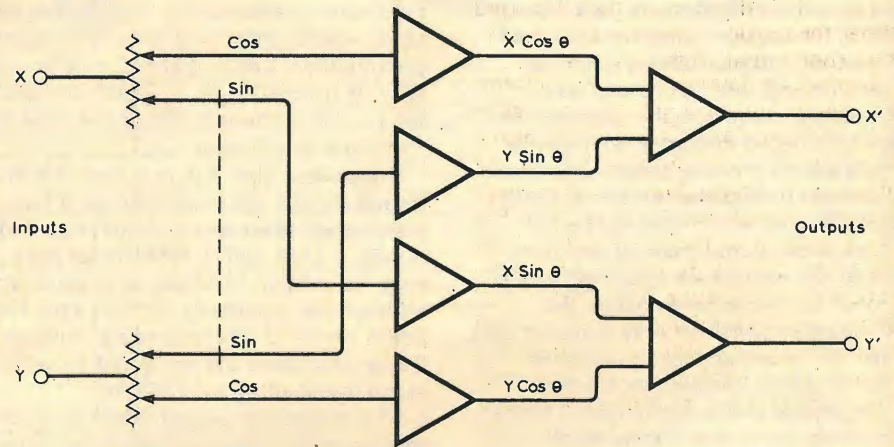 Cos
X Cos θ
X
Sin
X′
Y Sin θ
Inputs
Outputs
X Sin θ
Sin
Y′
Y
Cos
Y Cos θ